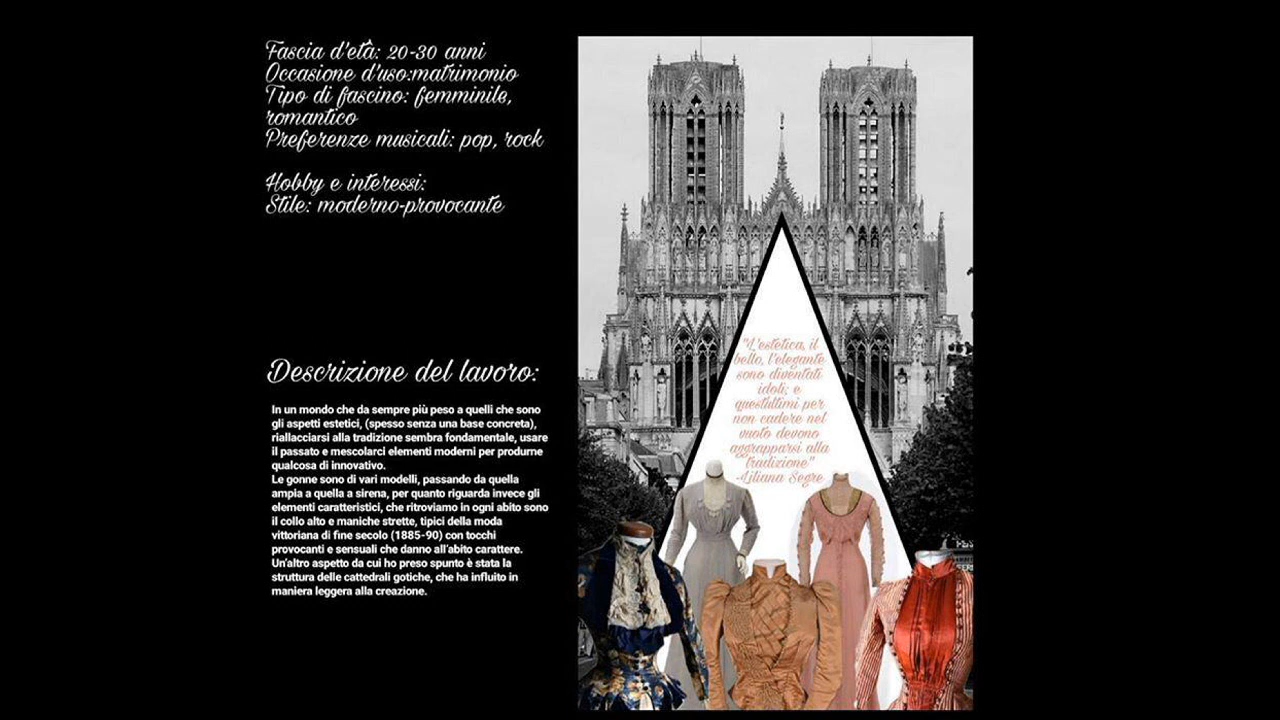 Fascia d'età: 20-30 anni
Occasione d'uso:matrimonio
Tipo di fascino: femminile,
romantico
Preferenze musicali: pop, rock
Hobby e interessi:
Stile: moderno-provocante
Descrizione del lavoro:
In un mondo che da sempre più peso a quelli che sono
gli aspetti estetici, (spesso senza una base concreta),
riallacciarsi alla tradizione sembra fondamentale, usare
il passato e mescolarci elementi moderni per produrne
qualcosa di innovativo.
Le gonne sono di vari modelli, passando da quella
ampia a quella a sirena, per quanto riguarda invece gli
elementi caratteristici, che ritroviamo in ogni abito sono
il collo alto e maniche strette, tipici della moda
vittoriana di fine secolo (1885-90) con tocchi
provocanti e sensuali che danno all'abito carattere.
Un'altro aspetto da cui ho preso spunto è stata la
struttura delle cattedrali gotiche, che ha influito in
maniera leggera alla creazione.
"L'estetica, il
bello, l'elegante
sono diventati
idoli; e
quest'ultimi per
non cadere nel
vuoto devono
aggrapparsi alla
tradizione"
-Liliana Segre